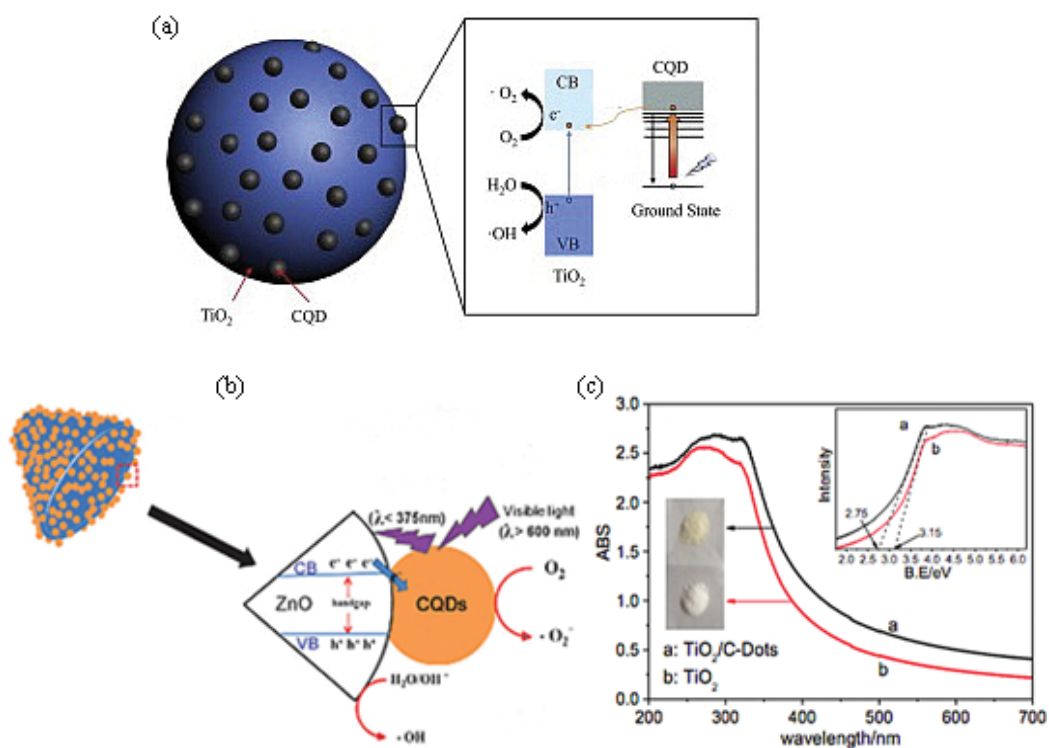 (a)
CB
CQD
· O₂
e⁻
O₂
H₂O
h⁺
·OH
VB
Ground State
TiO₂
TiO₂
CQD
(b)
(λ< 375nm)
Visible light
(λ> 600 nm)
CB
e⁻ e⁻ e⁻
ZnO
bandgap
CQDs
O₂
VB
h⁺ h⁺ h⁺
· O₂⁻
H₂O/OH⁻
· OH
(c)
3.0
2.5
2.0
1.5
1.0
0.5
0.0
ABS
200 300 400 500 600 700
wavelength/nm
a
b
a: TiO₂/C-Dots
b: TiO₂
Intensity
a
b
2.75
3.15
2.0 2.5 3.0 3.5 4.0 4.5 5.0 5.5 6.0
B.E/eV